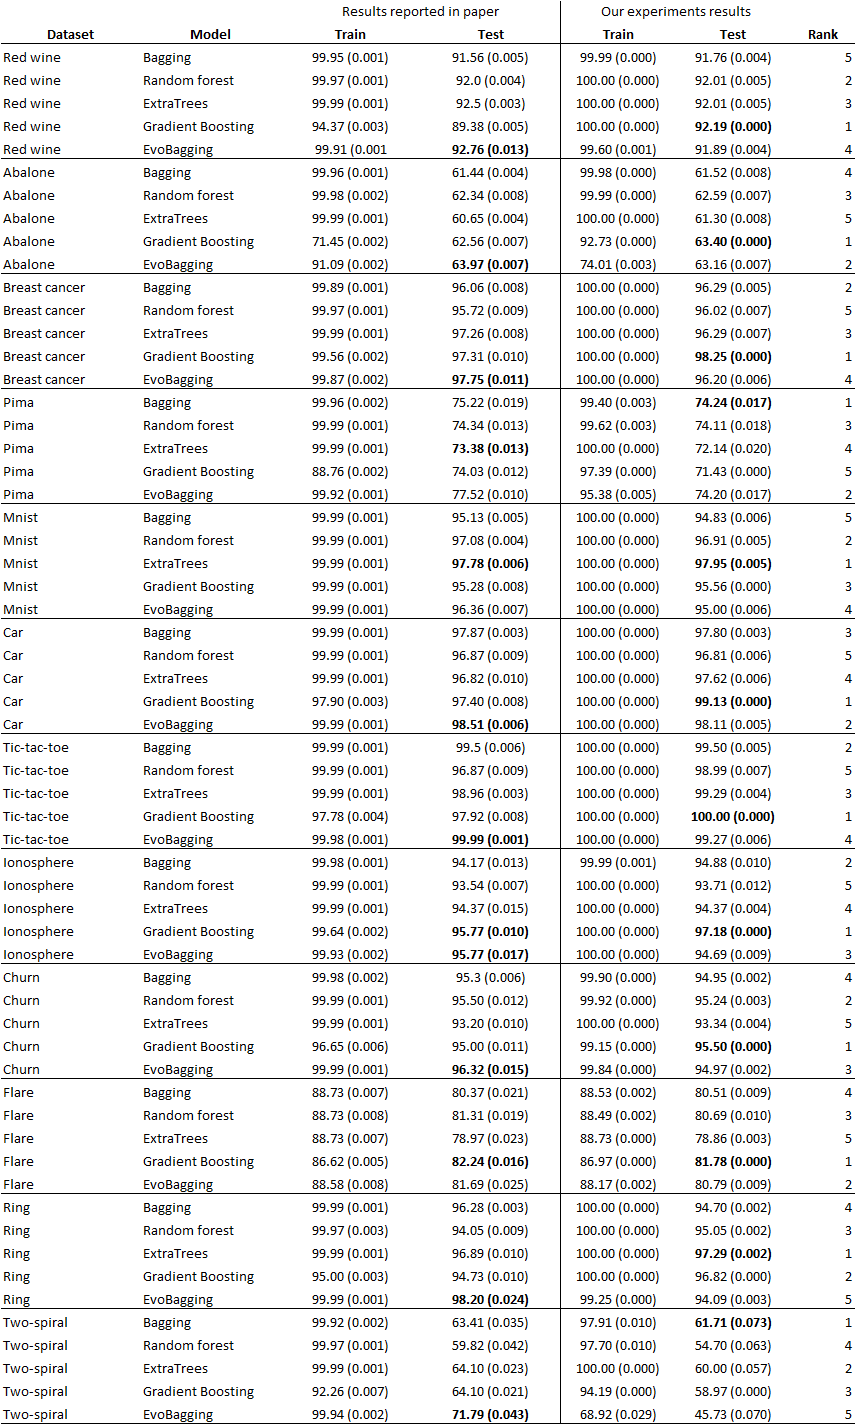 Results reported in paper Our experiments results
Dataset Model Train Test Train Test Rank
Red wine Bagging 99.95 (0.001) 91.56 (0.005) 99.99 (0.000) 91.76 (0.004) 5
Red wine Random forest 99.97 (0.001) 92.0 (0.004) 100.00 (0.000) 92.01 (0.005) 2
Red wine ExtraTrees 99.99 (0.001) 92.5 (0.003) 100.00 (0.000) 92.01 (0.005) 3
Red wine Gradient Boosting 94.37 (0.003) 89.38 (0.005) 100.00 (0.000) 92.19 (0.000) 1
Red wine EvoBagging 99.91 (0.001 92.76 (0.013) 99.60 (0.001) 91.89 (0.004) 4
Abalone Bagging 99.96 (0.001) 61.44 (0.004) 99.98 (0.000) 61.52 (0.008) 4
Abalone Random forest 99.98 (0.002) 62.34 (0.008) 99.99 (0.000) 62.59 (0.007) 3
Abalone ExtraTrees 99.99 (0.001) 60.65 (0.004) 100.00 (0.000) 61.30 (0.008) 5
Abalone Gradient Boosting 71.45 (0.002) 62.56 (0.007) 92.73 (0.000) 63.40 (0.000) 1
Abalone EvoBagging 91.09 (0.002) 63.97 (0.007) 74.01 (0.003) 63.16 (0.007) 2
Breast cancer Bagging 99.89 (0.001) 96.06 (0.008) 100.00 (0.000) 96.29 (0.005) 2
Breast cancer Random forest 99.97 (0.001) 95.72 (0.009) 100.00 (0.000) 96.02 (0.007) 5
Breast cancer ExtraTrees 99.99 (0.001) 97.26 (0.008) 100.00 (0.000) 96.29 (0.007) 3
Breast cancer Gradient Boosting 99.56 (0.002) 97.31 (0.010) 100.00 (0.000) 98.25 (0.000) 1
Breast cancer EvoBagging 99.87 (0.002) 97.75 (0.011) 100.00 (0.000) 96.20 (0.006) 4
Pima Bagging 99.96 (0.002) 75.22 (0.019) 99.40 (0.003) 74.24 (0.017) 1
Pima Random forest 99.99 (0.001) 74.34 (0.013) 99.62 (0.003) 74.11 (0.018) 3
Pima ExtraTrees 99.99 (0.001) 73.38 (0.013) 100.00 (0.000) 72.14 (0.020) 4
Pima Gradient Boosting 88.76 (0.002) 74.03 (0.012) 97.39 (0.000) 71.43 (0.000) 5
Pima EvoBagging 99.92 (0.001) 77.52 (0.010) 95.38 (0.005) 74.20 (0.017) 2
Mnist Bagging 99.99 (0.001) 95.13 (0.005) 100.00 (0.000) 94.83 (0.006) 5
Mnist Random forest 99.99 (0.001) 97.08 (0.004) 100.00 (0.000) 96.91 (0.005) 2
Mnist ExtraTrees 99.99 (0.001) 97.78 (0.006) 100.00 (0.000) 97.95 (0.005) 1
Mnist Gradient Boosting 99.99 (0.001) 95.28 (0.008) 100.00 (0.000) 95.56 (0.000) 3
Mnist EvoBagging 99.99 (0.001) 96.36 (0.007) 100.00 (0.000) 95.00 (0.006) 4
Car Bagging 99.99 (0.001) 97.87 (0.003) 100.00 (0.000) 97.80 (0.003) 3
Car Random forest 99.99 (0.001) 96.87 (0.009) 100.00 (0.000) 96.81 (0.006) 5
Car ExtraTrees 99.99 (0.001) 96.82 (0.010) 100.00 (0.000) 97.62 (0.006) 4
Car Gradient Boosting 97.90 (0.003) 97.40 (0.008) 100.00 (0.000) 99.13 (0.000) 1
Car EvoBagging 99.99 (0.001) 98.51 (0.006) 100.00 (0.000) 98.11 (0.005) 2
Tic-tac-toe Bagging 99.99 (0.001) 99.5 (0.006) 100.00 (0.000) 99.50 (0.005) 2
Tic-tac-toe Random forest 99.99 (0.001) 96.87 (0.009) 100.00 (0.000) 98.99 (0.007) 5
Tic-tac-toe ExtraTrees 99.99 (0.001) 98.96 (0.003) 100.00 (0.000) 99.29 (0.004) 3
Tic-tac-toe Gradient Boosting 97.78 (0.004) 97.92 (0.008) 100.00 (0.000) 100.00 (0.000) 1
Tic-tac-toe EvoBagging 99.98 (0.001) 99.99 (0.001) 100.00 (0.000) 99.27 (0.006) 4
Ionosphere Bagging 99.98 (0.001) 94.17 (0.013) 99.99 (0.001) 94.88 (0.010) 2
Ionosphere Random forest 99.99 (0.001) 93.54 (0.007) 100.00 (0.000) 93.71 (0.012) 5
Ionosphere ExtraTrees 99.99 (0.001) 94.37 (0.015) 100.00 (0.000) 94.37 (0.004) 4
Ionosphere Gradient Boosting 99.64 (0.002) 95.77 (0.010) 100.00 (0.000) 97.18 (0.000) 1
Ionosphere EvoBagging 99.93 (0.002) 95.77 (0.017) 100.00 (0.000) 94.69 (0.009) 3
Churn Bagging 99.98 (0.002) 95.3 (0.006) 99.90 (0.000) 94.95 (0.002) 4
Churn Random forest 99.99 (0.001) 95.50 (0.012) 99.92 (0.000) 95.24 (0.003) 2
Churn ExtraTrees 99.99 (0.001) 93.20 (0.010) 100.00 (0.000) 93.34 (0.004) 5
Churn Gradient Boosting 96.65 (0.006) 95.00 (0.011) 99.15 (0.000) 95.50 (0.000) 1
Churn EvoBagging 99.99 (0.001) 96.32 (0.015) 99.84 (0.000) 94.97 (0.002) 3
Flare Bagging 88.73 (0.007) 80.37 (0.021) 88.53 (0.002) 80.51 (0.009) 4
Flare Random forest 88.73 (0.008) 81.31 (0.019) 88.49 (0.002) 80.69 (0.010) 3
Flare ExtraTrees 88.73 (0.007) 78.97 (0.023) 88.73 (0.000) 78.86 (0.003) 5
Flare Gradient Boosting 86.62 (0.005) 82.24 (0.016) 86.97 (0.000) 81.78 (0.000) 1
Flare EvoBagging 88.58 (0.008) 81.69 (0.025) 88.17 (0.002) 80.79 (0.009) 2
Ring Bagging 99.99 (0.001) 96.28 (0.003) 100.00 (0.000) 94.70 (0.002) 4
Ring Random forest 99.97 (0.003) 94.05 (0.009) 100.00 (0.000) 95.05 (0.002) 3
Ring ExtraTrees 99.99 (0.001) 96.89 (0.010) 100.00 (0.000) 97.29 (0.002) 1
Ring Gradient Boosting 95.00 (0.003) 94.73 (0.010) 100.00 (0.000) 96.82 (0.000) 2
Ring EvoBagging 99.99 (0.001) 98.20 (0.024) 99.25 (0.000) 94.09 (0.003) 5
Two-spiral Bagging 99.92 (0.002) 63.41 (0.035) 97.91 (0.010) 61.71 (0.073) 1
Two-spiral Random forest 99.97 (0.001) 59.82 (0.042) 97.70 (0.010) 54.70 (0.063) 4
Two-spiral ExtraTrees 99.99 (0.001) 64.10 (0.023) 100.00 (0.000) 60.00 (0.057) 2
Two-spiral Gradient Boosting 92.26 (0.007) 64.10 (0.021) 94.19 (0.000) 58.97 (0.000) 3
Two-spiral EvoBagging 99.94 (0.002) 71.79 (0.043) 68.92 (0.029) 45.73 (0.070) 5